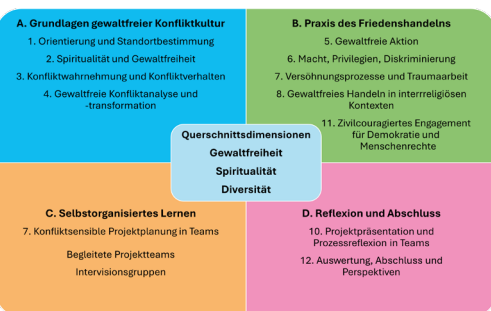 A. Grundlagen gewaltfreier Konfliktkultur
1. Orientierung und Standortbestimmung
2. Spiritualität und Gewaltfreiheit
3. Konfliktwahrnehmung und Konfliktverhalten
4. Gewaltfreie Konfliktanalyse und
-transformation
B. Praxis des Friedenshandelns
5. Gewaltfreie Aktion
6. Macht, Privilegien, Diskriminierung
7. Versöhnungsprozesse und Traumaarbeit
8. Gewaltfreies Handeln in interrreligiösen
Kontexten
11. Zivilcouragiertes Engagement
für Demokratie und
Menschenrechte
Querschnittsdimensionen
Gewaltfreiheit
Spiritualität
Diversität
C. Selbstorganisiertes Lernen
7. Konfliktsensible Projektplanung in Teams
Begleitete Projektteams
Intervisionsgruppen
D. Reflexion und Abschluss
10. Projektpräsentation und
Prozessreflexion in Teams
12. Auswertung, Abschluss und
Perspektiven